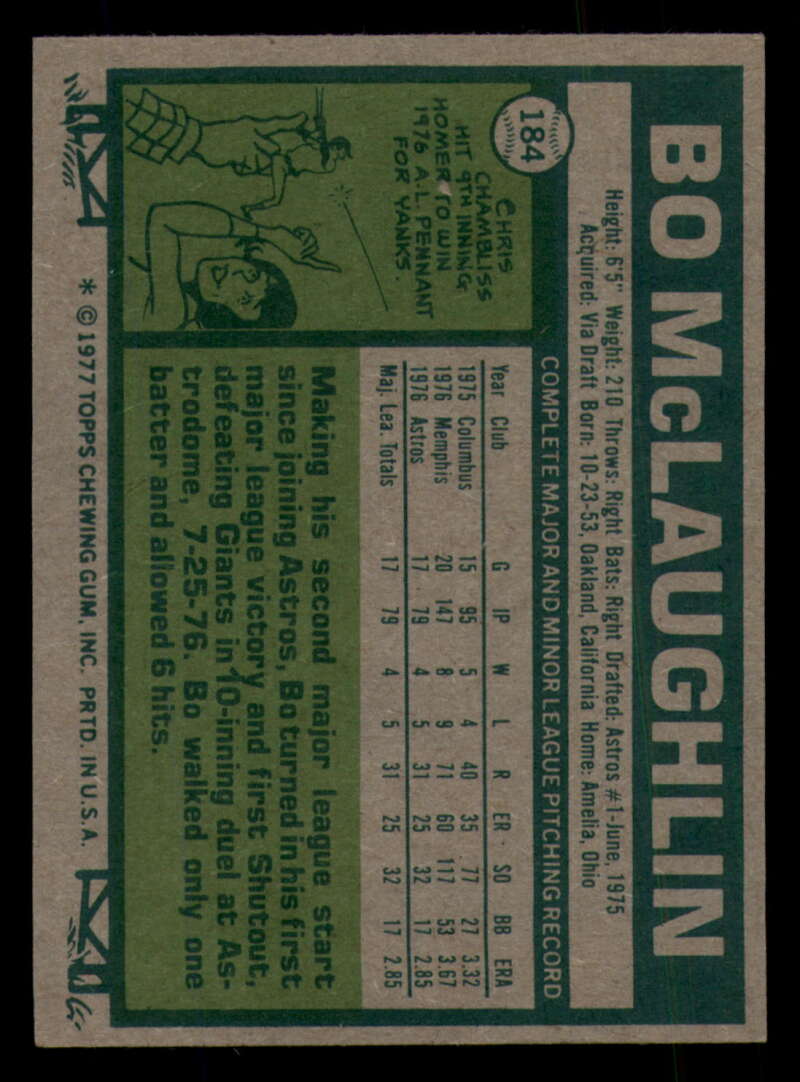 184
BO McLAUGHLIN
Height: 6'5" Weight: 210 Throws: Right Bats: Right Drafted: Astros #1-June, 1975
Acquired: Via Draft Born: 10-23-53, Oakland, California Home: Amelia, Ohio
COMPLETE MAJOR AND MINOR LEAGUE PITCHING RECORD
Year Club G IP W L R ER SO BB ERA
1975 Columbus 15 95 5 4 40 35 77 27 3.32
1976 Memphis 20 147 8 9 71 60 117 53 3.67
1976 Astros 17 79 4 5 31 25 32 17 2.85
Maj. Lea. Totals 17 79 4 5 31 25 32 17 2.85
CHRIS
CHAMBLISS
HIT 9TH INNING
HOMER TO WIN
1976 A.L. PENNANT
FOR YANKS.
Making his second major league start
since joining Astros, Bo turned in his first
major league victory and first Shutout,
defeating Giants in 10-inning duel at As-
trodome, 7-25-76. Bo walked only one
batter and allowed 6 hits.
* © 1977 TOPPS CHEWING GUM, INC. PRTD. IN U.S.A.